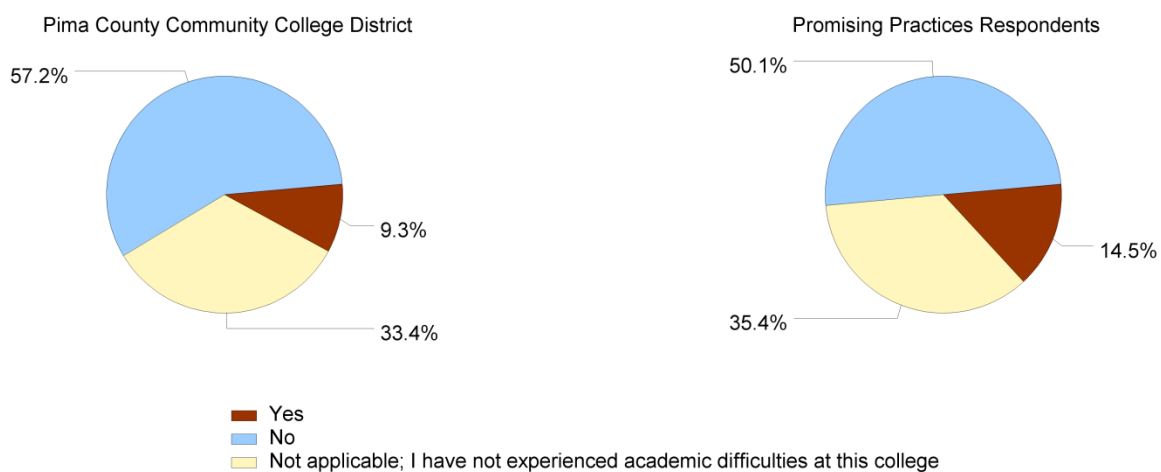 Pima County Community College District
57.2%
9.3%
33.4%
Promising Practices Respondents
50.1%
14.5%
35.4%
Yes
No
Not applicable; I have not experienced academic difficulties at this college